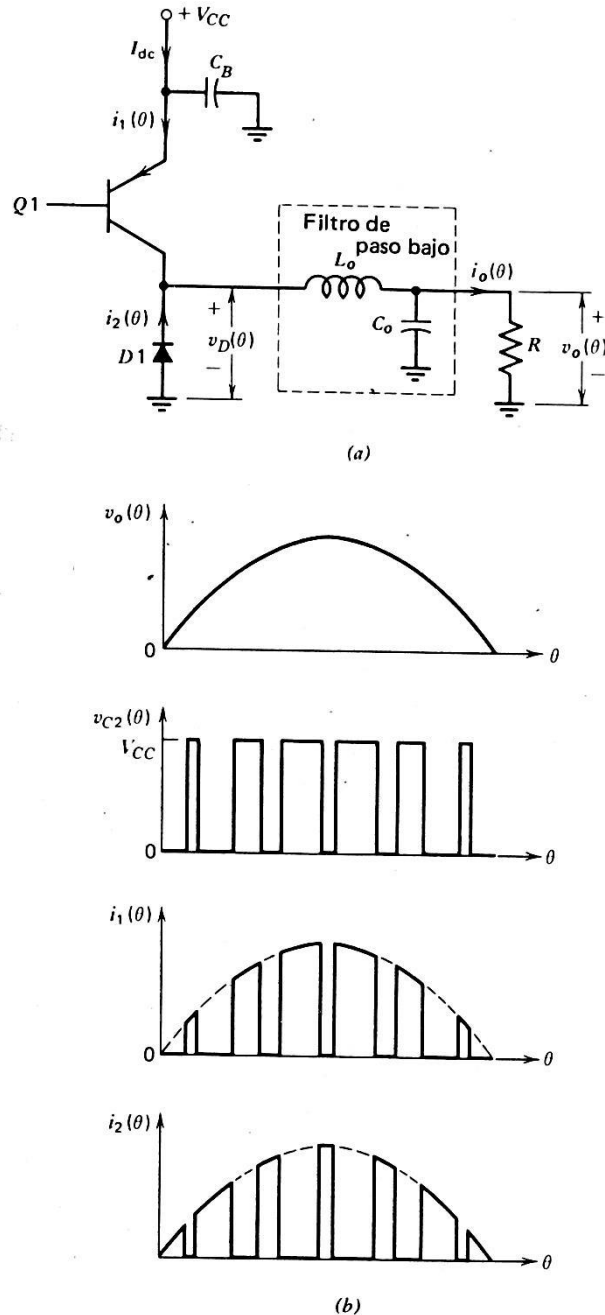 + V_CC
I_dc
C_B
i_1(θ)
Q1
Filtro de
paso bajo
L_o
i_o(θ)
i_2(θ)
+
v_D(θ)
−
C_o
R
+
v_o(θ)
−
D1
(a)
v_o(θ)
0
θ
v_C2(θ)
V_CC
0
θ
i_1(θ)
0
θ
i_2(θ)
0
θ
(b)